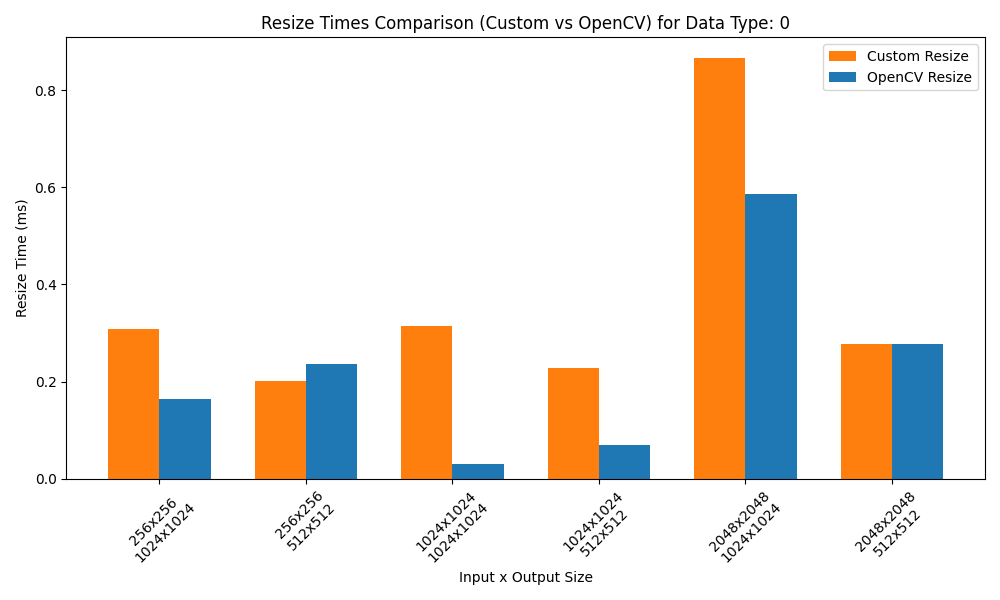 Resize Times Comparison (Custom vs OpenCV) for Data Type: 0
Custom Resize
OpenCV Resize
Resize Time (ms)
0.8
0.6
0.4
0.2
0.0
256x256
1024x1024
256x256
512x512
1024x1024
1024x1024
1024x1024
512x512
2048x2048
1024x1024
2048x2048
512x512
Input x Output Size